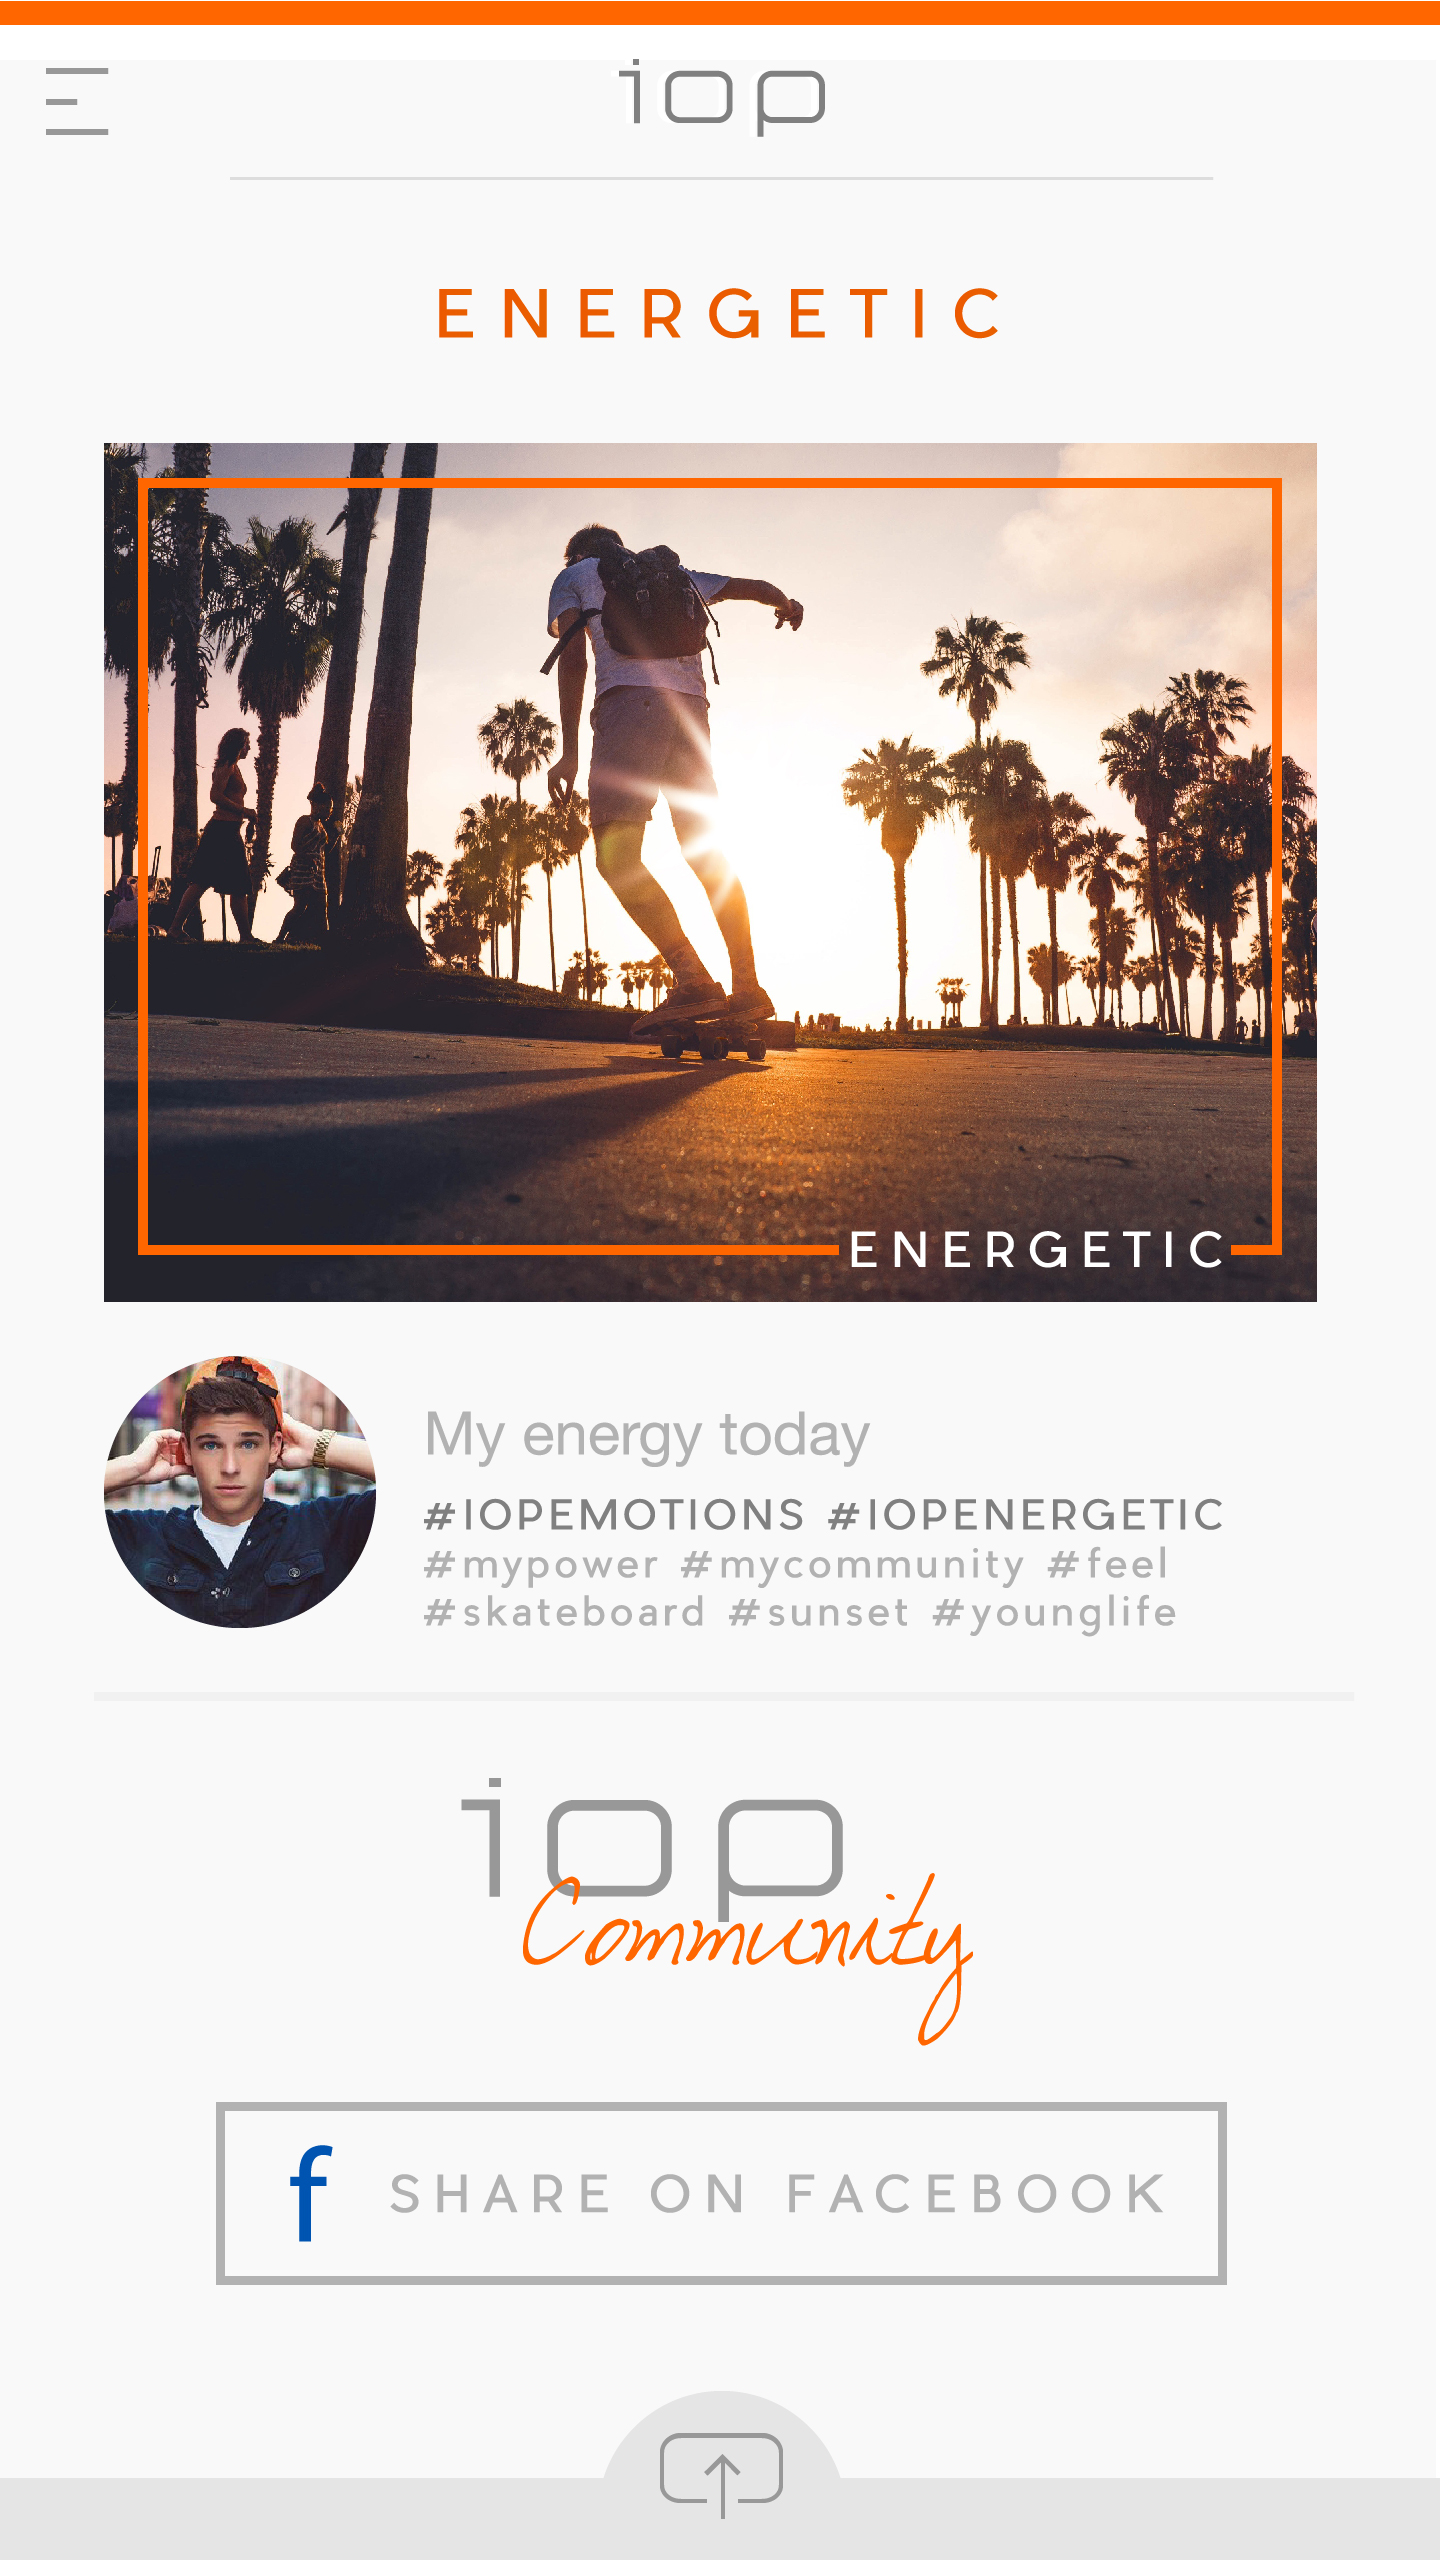 iop
ENERGETIC
ENERGETIC
My energy today
#IOPEMOTIONS #IOPENERGETIC
#mypower #mycommunity #feel
#skateboard #sunset #younglife
iop
Community
f SHARE ON FACEBOOK